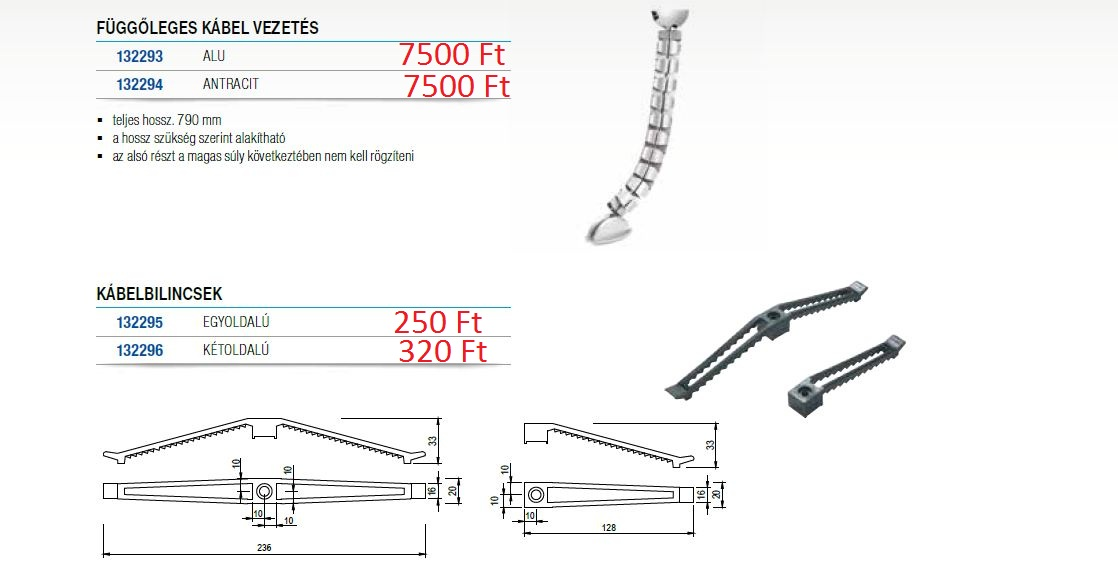 FÜGGŐLEGES KÁBEL VEZETÉS
132293 ALU 7500 Ft
132294 ANTRACIT 7500 Ft
▪ teljes hossz. 790 mm
▪ a hossz szükség szerint alakítható
▪ az alsó részt a magas súly következtében nem kell rögzíteni
KÁBELBILINCSEK
132295 EGYOLDALÚ 250 Ft
132296 KÉTOLDALÚ 320 Ft
33
10
10
16
20
10
10
236
33
10
10
16
20
10
128